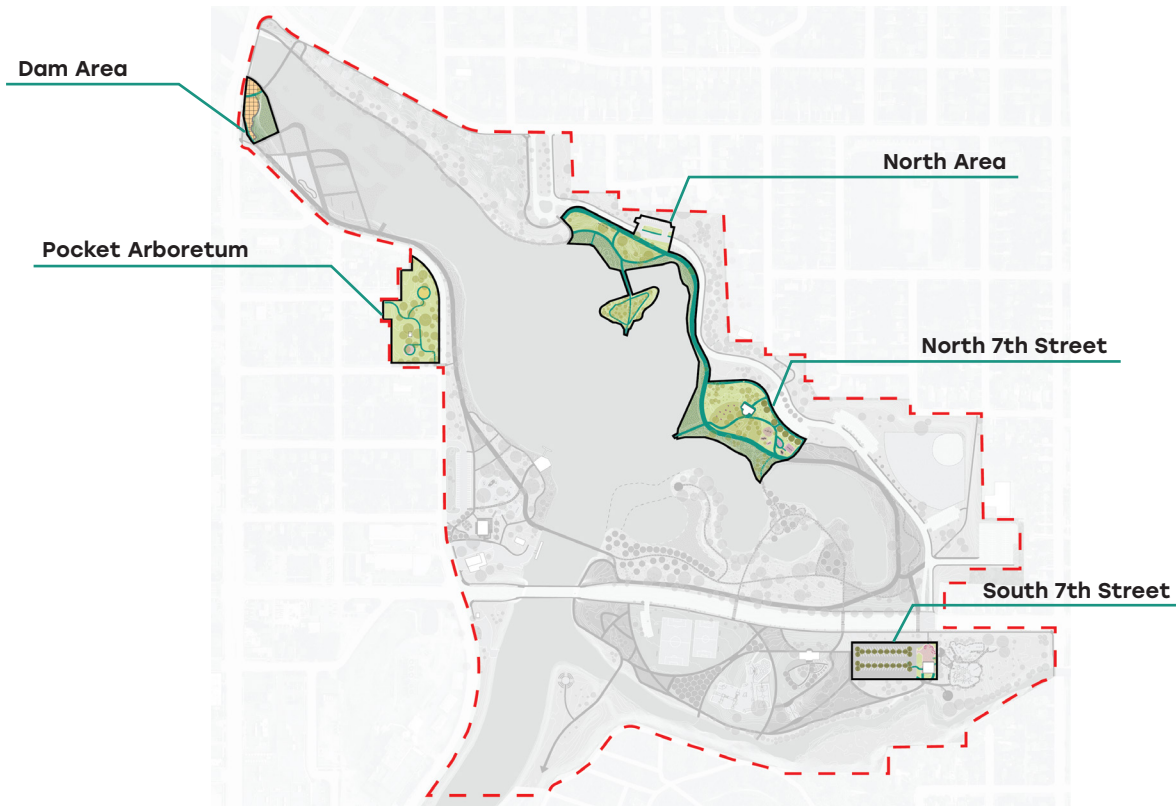 Dam Area
North Area
Pocket Arboretum
North 7th Street
South 7th Street